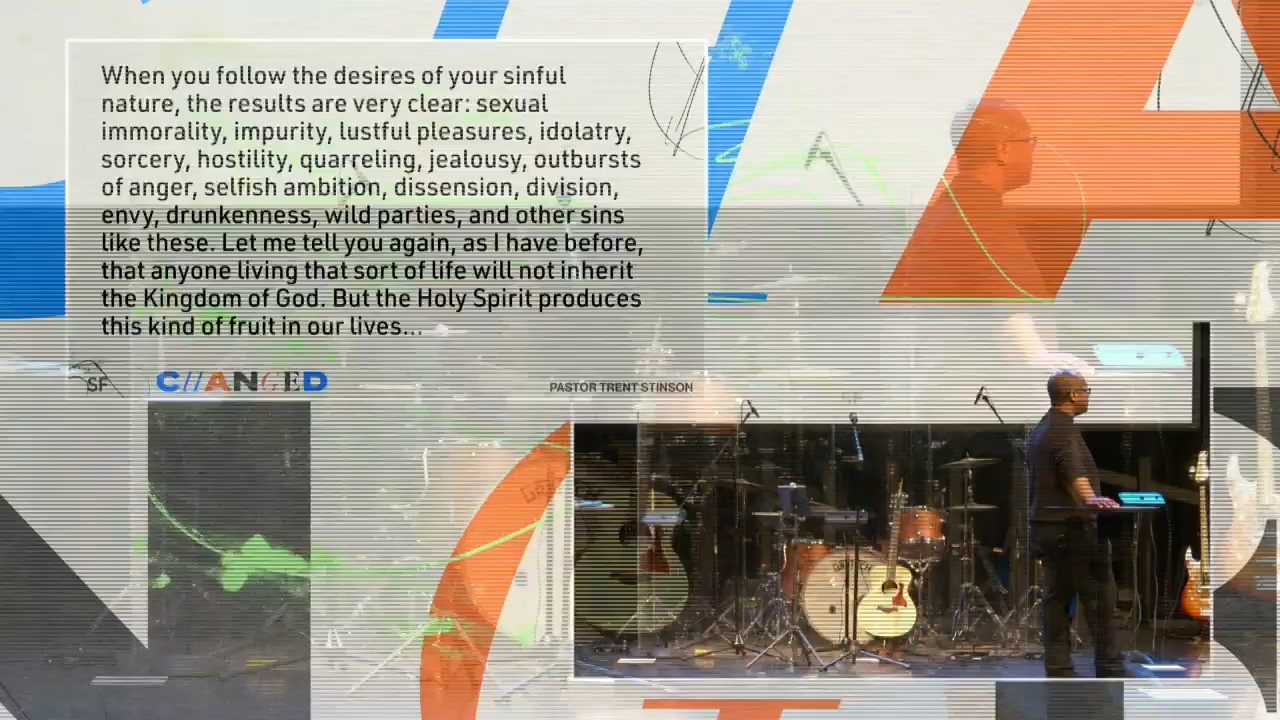 When you follow the desires of your sinful
nature, the results are very clear: sexual
immorality, impurity, lustful pleasures, idolatry,
sorcery, hostility, quarreling, jealousy, outbursts
of anger, selfish ambition, dissension, division,
envy, drunkenness, wild parties, and other sins
like these. Let me tell you again, as I have before,
that anyone living that sort of life will not inherit
the Kingdom of God. But the Holy Spirit produces
this kind of fruit in our lives...
SF
C//ANGED
PASTOR TRENT STINSON
GRETSCH